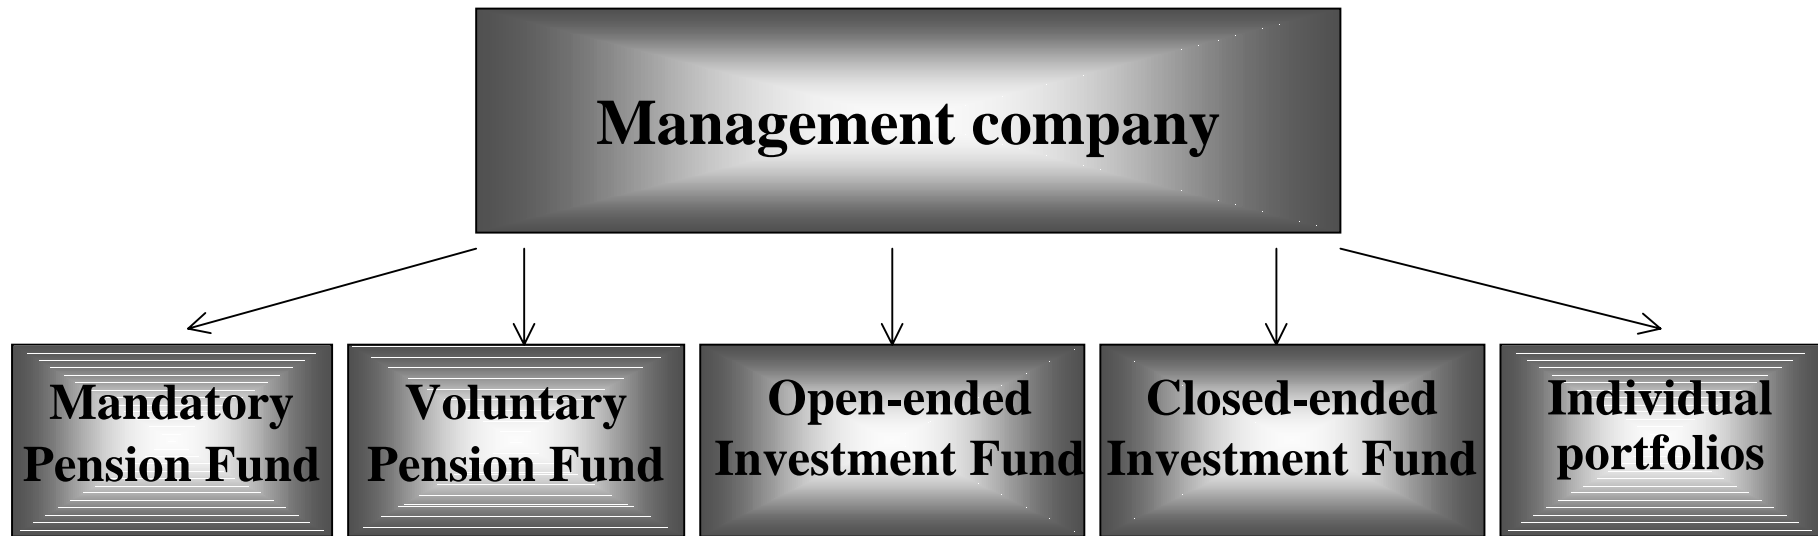 Management company
Mandatory
Pension Fund
Voluntary
Pension Fund
Open-ended
Investment Fund
Closed-ended
Investment Fund
Individual
portfolios